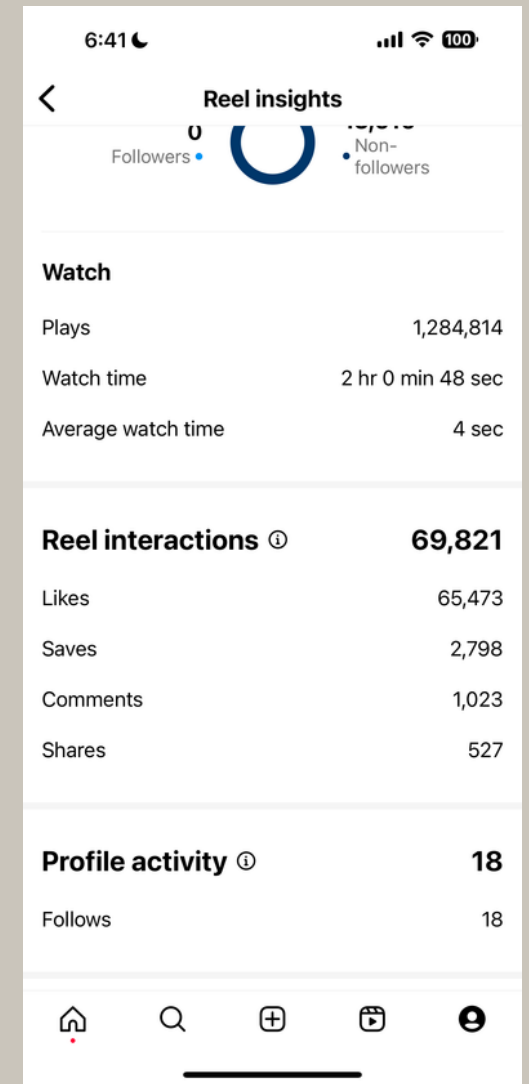 6:41
100
Reel insights
0
Followers
Non-
followers
Watch
Plays 1,284,814
Watch time 2 hr 0 min 48 sec
Average watch time 4 sec
Reel interactions 69,821
Likes 65,473
Saves 2,798
Comments 1,023
Shares 527
Profile activity 18
Follows 18